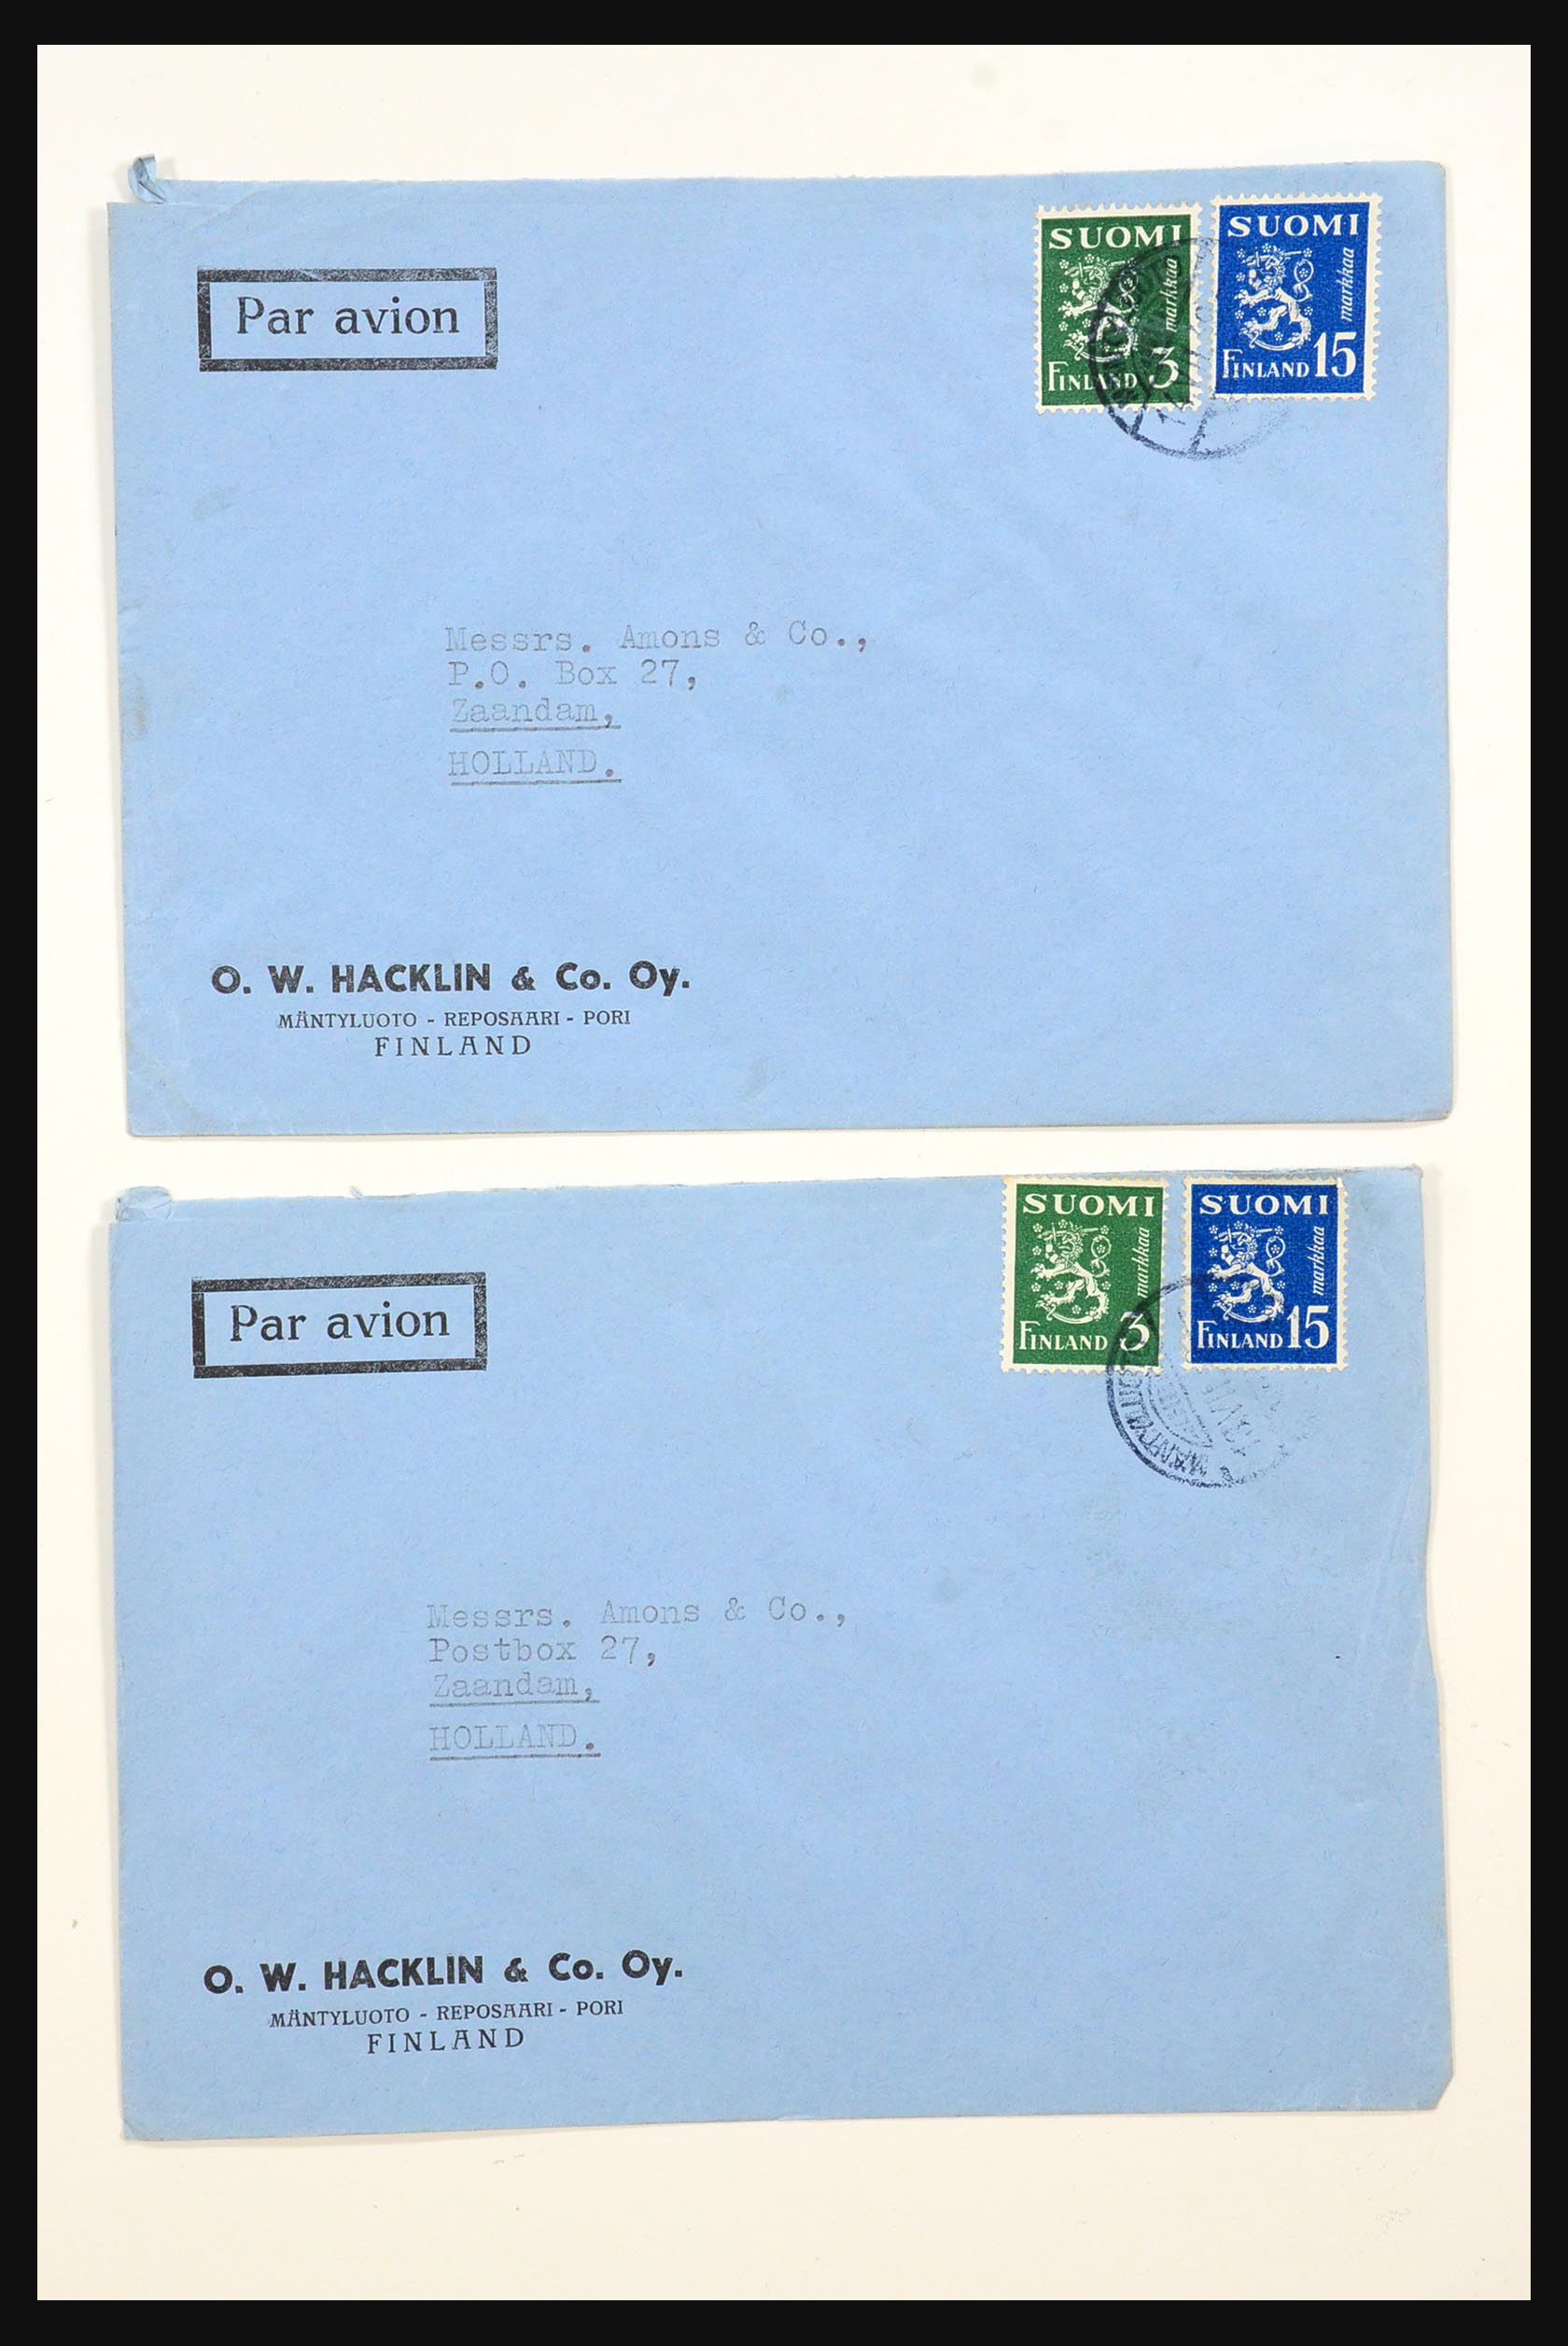 Par avion
SUOMI
markkaa
FINLAND 3
SUOMI
markkaa
FINLAND 15
Messrs. Amons & Co.,
P.O. Box 27,
Zaandam,
HOLLAND.
O. W. HACKLIN & Co. Oy.
MÄNTYLUOTO - REPOSAARI - PORI
FINLAND
Par avion
SUOMI
markkaa
FINLAND 3
SUOMI
markkaa
FINLAND 15
Messrs. Amons & Co.,
Postbox 27,
Zaandam,
HOLLAND.
O. W. HACKLIN & Co. Oy.
MÄNTYLUOTO - REPOSAARI - PORI
FINLAND